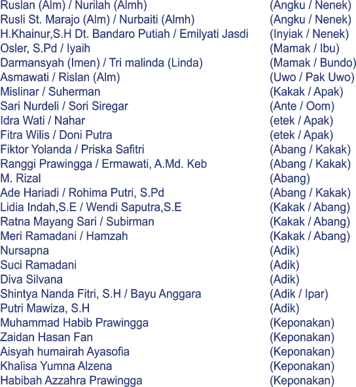 Ruslan (Alm) / Nurilah (Almh) (Angku / Nenek)
Rusli St. Marajo (Alm) / Nurbaiti (Almh) (Angku / Nenek)
H.Khainur,S.H Dt. Bandaro Putiah / Emilyati Jasdi (Inyiak / Nenek)
Osler, S.Pd / Iyaih (Mamak / Ibu)
Darmansyah (Imen) / Tri malinda (Linda) (Mamak / Bundo)
Asmawati / Rislan (Alm) (Uwo / Pak Uwo)
Mislinar / Suherman (Kakak / Apak)
Sari Nurdeli / Sori Siregar (Ante / Oom)
Idra Wati / Nahar (etek / Apak)
Fitra Wilis / Doni Putra (etek / Apak)
Fiktor Yolanda / Priska Safitri (Abang / Kakak)
Ranggi Prawingga / Ermawati, A.Md. Keb (Abang / Kakak)
M. Rizal (Abang)
Ade Hariadi / Rohima Putri, S.Pd (Abang / Kakak)
Lidia Indah,S.E / Wendi Saputra,S.E (Kakak / Abang)
Ratna Mayang Sari / Subirman (Kakak / Abang)
Meri Ramadani / Hamzah (Kakak / Abang)
Nursapna (Adik)
Suci Ramadani (Adik)
Diva Silvana (Adik)
Shintya Nanda Fitri, S.H / Bayu Anggara (Adik / Ipar)
Putri Mawiza, S.H (Adik)
Muhammad Habib Prawingga (Keponakan)
Zaidan Hasan Fan (Keponakan)
Aisyah humairah Ayasofia (Keponakan)
Khalisa Yumna Alzena (Keponakan)
Habibah Azzahra Prawingga (Keponakan)